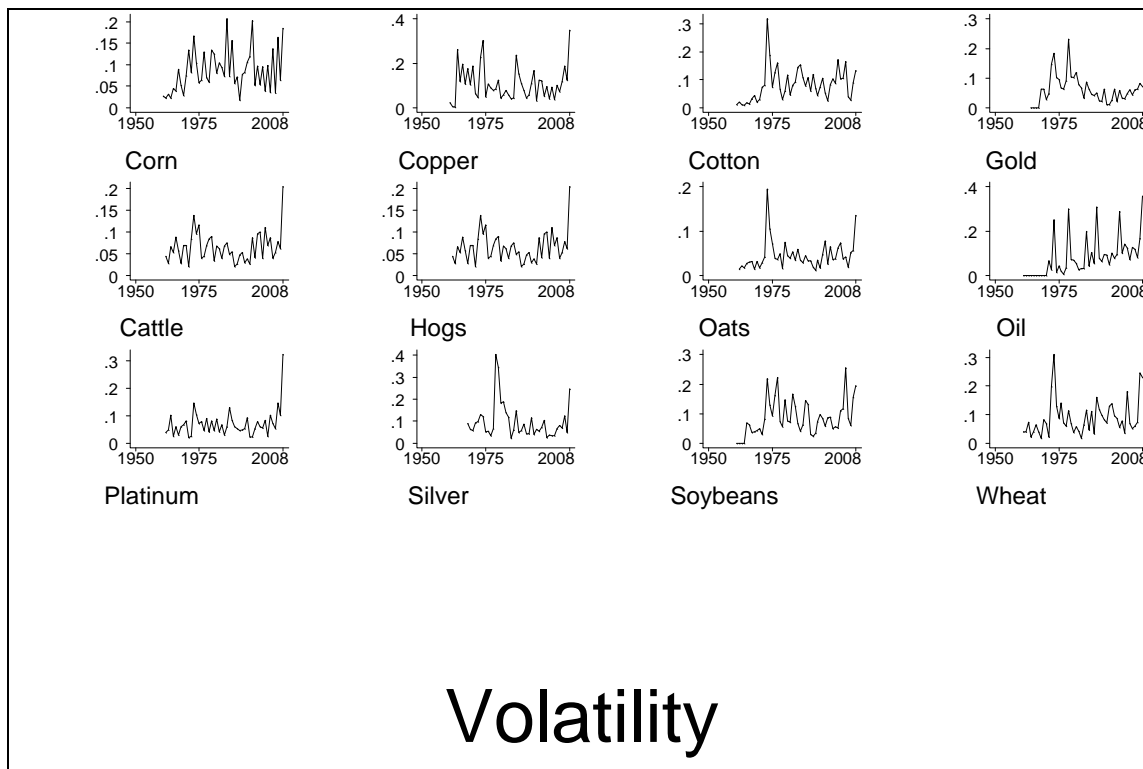 .2
.15
.1
.05
0
1950 1975 2008
Corn
.4
.2
0
1950 1975 2008
Copper
.3
.2
.1
0
1950 1975 2008
Cotton
.3
.2
.1
0
1950 1975 2008
Gold
.2
.15
.1
.05
0
1950 1975 2008
Cattle
.2
.15
.1
.05
0
1950 1975 2008
Hogs
.2
.1
0
1950 1975 2008
Oats
.4
.2
0
1950 1975 2008
Oil
.3
.2
.1
0
1950 1975 2008
Platinum
.4
.3
.2
.1
0
1950 1975 2008
Silver
.3
.2
.1
0
1950 1975 2008
Soybeans
.3
.2
.1
0
1950 1975 2008
Wheat
Volatility